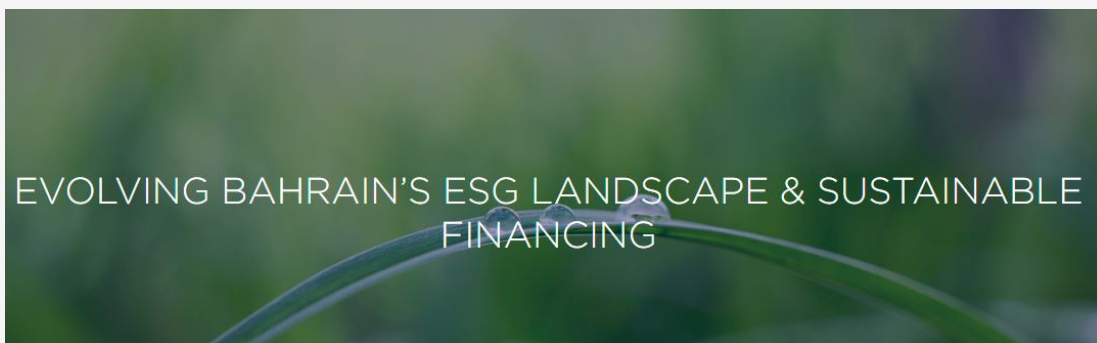 EVOLVING BAHRAIN’S ESG LANDSCAPE & SUSTAINABLE
FINANCING